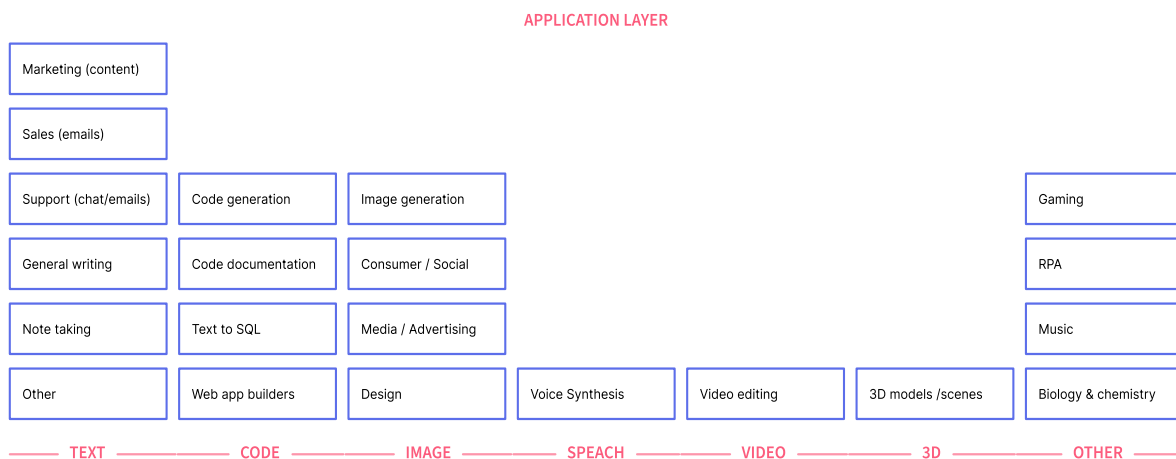 APPLICATION LAYER
Marketing (content)
Sales (emails)
Support (chat/emails)
Code generation
Image generation
Gaming
General writing
Code documentation
Consumer / Social
RPA
Note taking
Text to SQL
Media / Advertising
Music
Other
Web app builders
Design
Voice Synthesis
Video editing
3D models /scenes
Biology & chemistry
TEXT
CODE
IMAGE
SPEACH
VIDEO
3D
OTHER